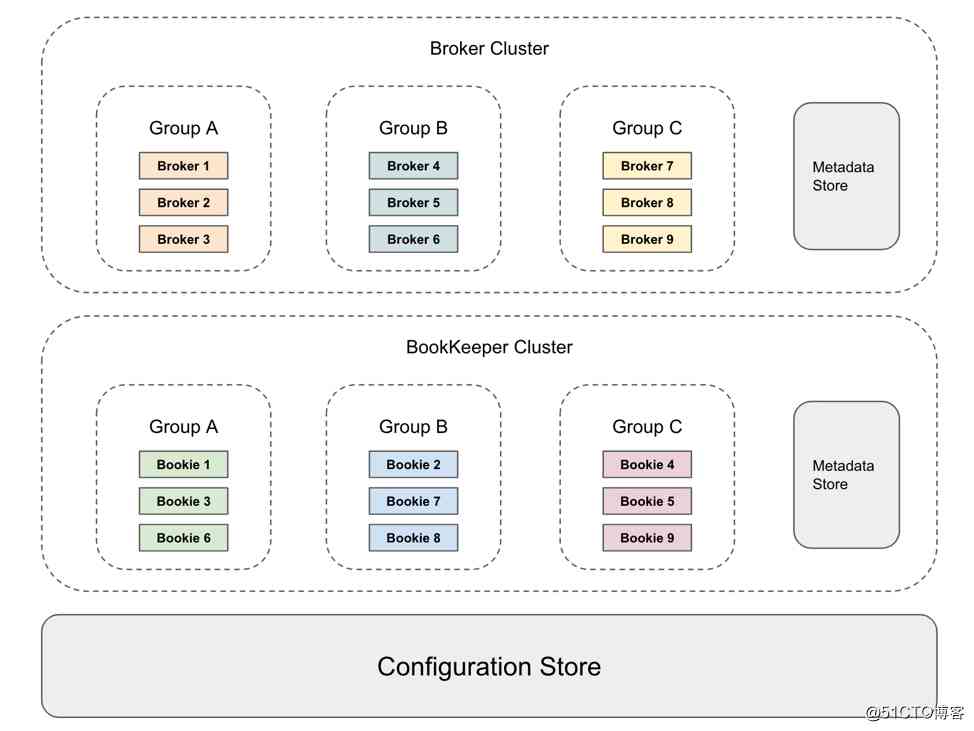 Broker Cluster
Group A
Broker 1
Broker 2
Broker 3
Group B
Broker 4
Broker 5
Broker 6
Group C
Broker 7
Broker 8
Broker 9
Metadata
Store
BookKeeper Cluster
Group A
Bookie 1
Bookie 3
Bookie 6
Group B
Bookie 2
Bookie 7
Bookie 8
Group C
Bookie 4
Bookie 5
Bookie 9
Metadata
Store
Configuration Store
@51CTO博客